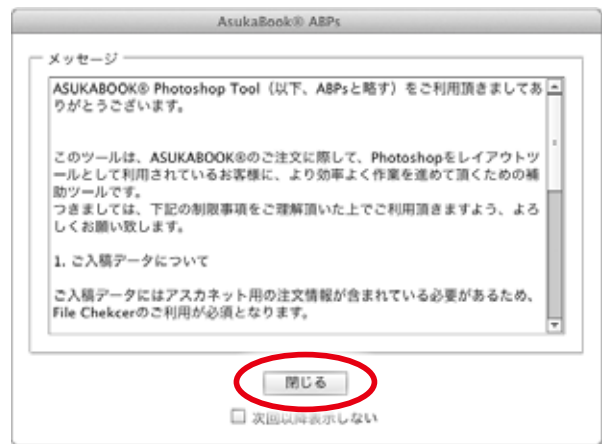 AsukaBook® ABPs
メッセージ
ASUKABOOK® Photoshop Tool（以下、ABPsと略す）をご利用頂きましてあ
りがとうございます。
このツールは、ASUKABOOK®のご注文に際して、Photoshopをレイアウトツ
ールとして利用されているお客様に、より効率よく作業を進めて頂くための補
助ツールです。
つきましては、下記の制限事項をご理解頂いた上でご利用頂きますよう、よろ
しくお願い致します。
1. ご入稿データについて
ご入稿データにはアスカネット用の注文情報が含まれている必要があるため、
File Chekcerのご利用が必須となります。
閉じる
次回以降表示しない